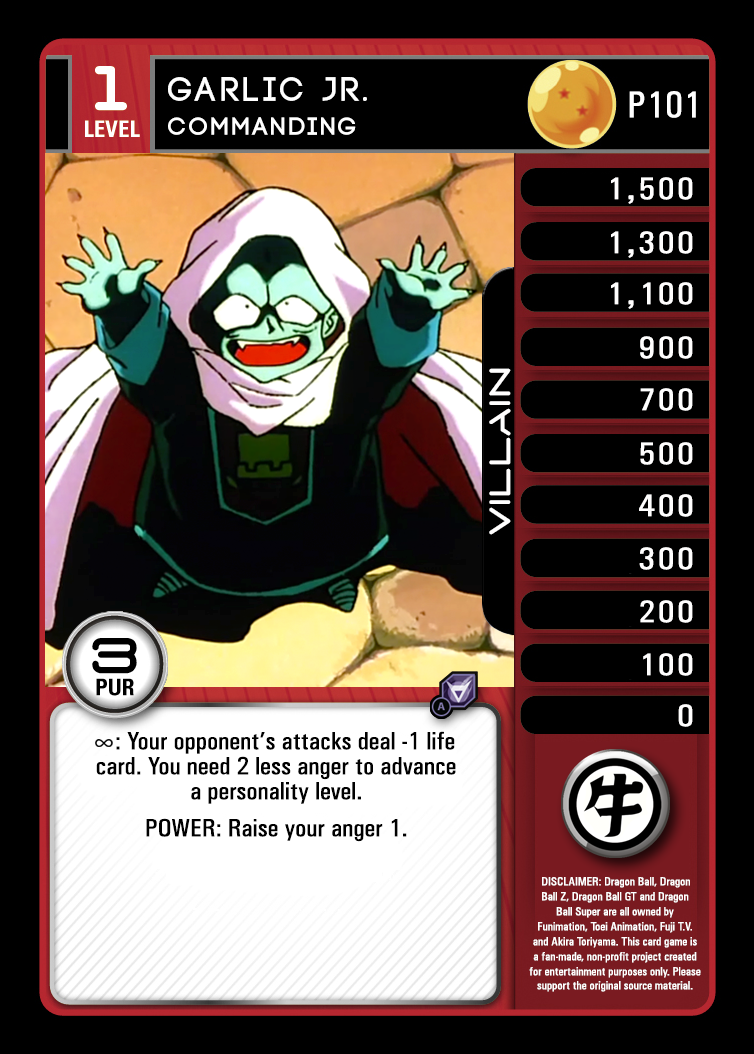 1
LEVEL
GARLIC JR.
COMMANDING
P101
1,500
1,300
1,100
900
700
500
400
300
200
100
0
VILLAIN
3
PUR
A
∞: Your opponent's attacks deal -1 life
card. You need 2 less anger to advance
a personality level.
POWER: Raise your anger 1.
牛
DISCLAIMER: Dragon Ball, Dragon
Ball Z, Dragon Ball GT and Dragon
Ball Super are all owned by
Funimation, Toei Animation, Fuji T.V.
and Akira Toriyama. This card game is
a fan-made, non-profit project created
for entertainment purposes only. Please
support the original source material.